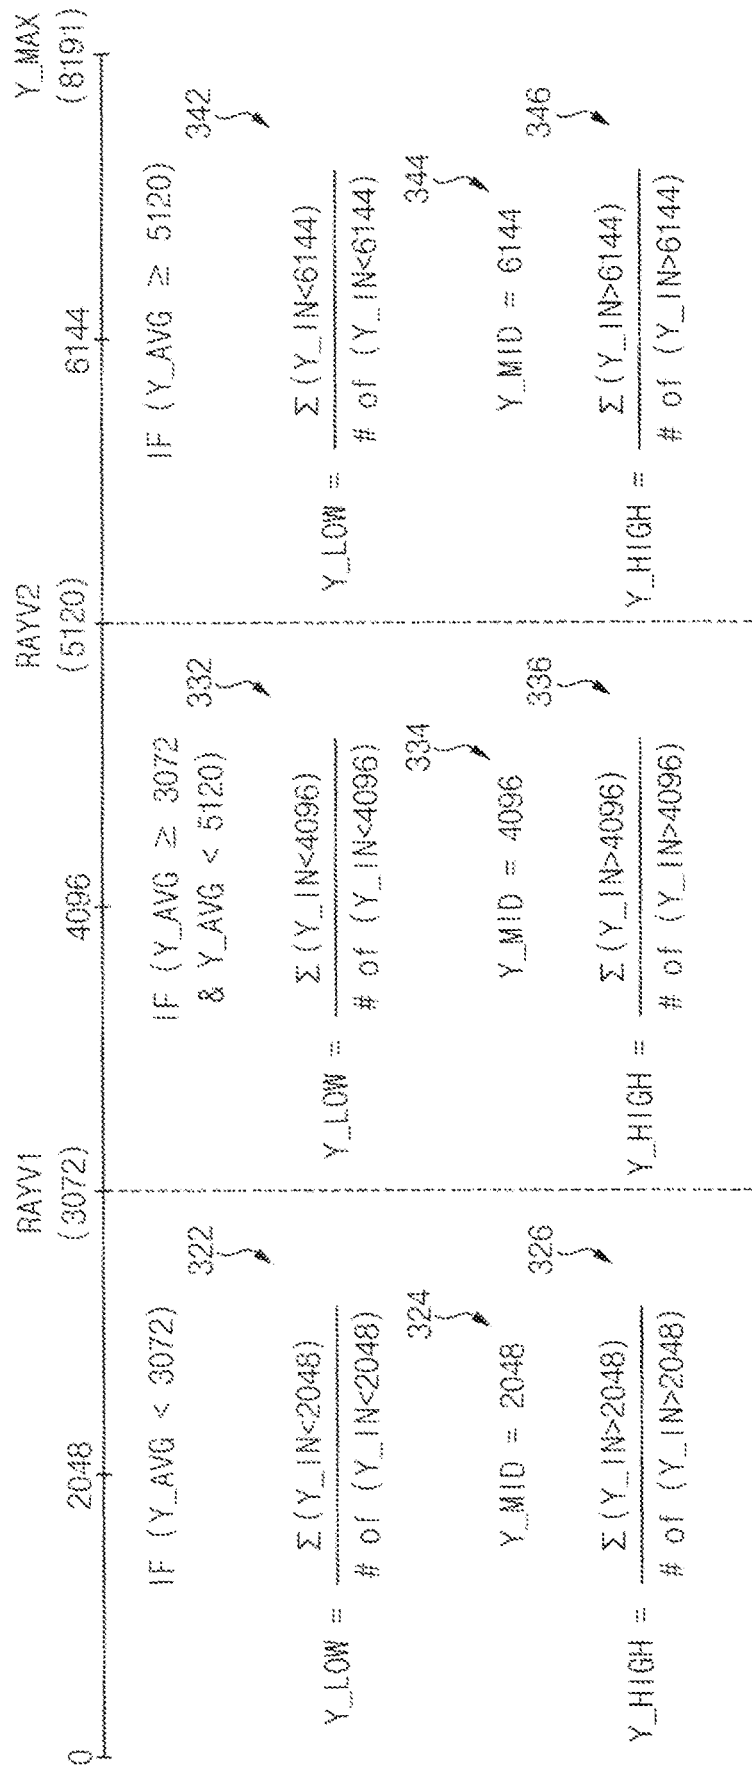 RAYV1
RAYV2
Y_MAX
(3072)
(5120)
(8191)
0
2048
4096
6144
IF (Y_AVG < 3072)
322
Y_LOW =
Σ(Y_IN<2048)
# of (Y_IN<2048)
324
Y_MID = 2048
326
Y_HIGH =
Σ(Y_IN>2048)
# of (Y_IN>2048)
IF (Y_AVG ≥ 3072
& Y_AVG < 5120)
332
Y_LOW =
Σ(Y_IN<4096)
# of (Y_IN<4096)
334
Y_MID = 4096
336
Y_HIGH =
Σ(Y_IN>4096)
# of (Y_IN>4096)
IF (Y_AVG ≥ 5120)
342
Y_LOW =
Σ(Y_IN<6144)
# of (Y_IN<6144)
344
Y_MID = 6144
346
Y_HIGH =
Σ(Y_IN>6144)
# of (Y_IN>6144)